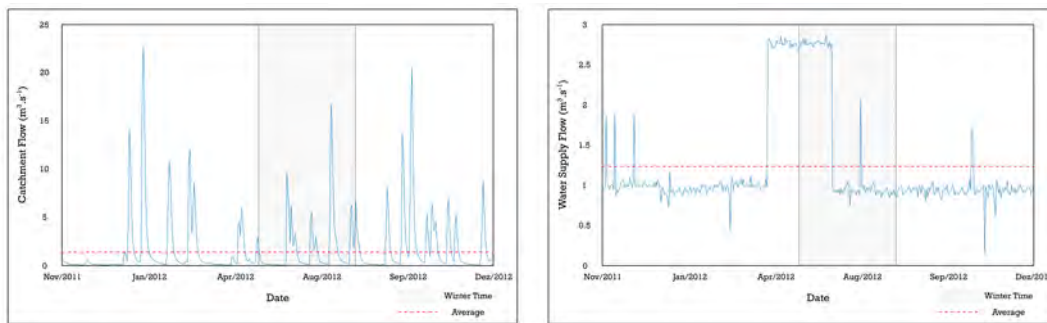 25
20
15
10
5
0
Catchment Flow (m³.s⁻¹)
Nov/2011 Jan/2012 Apr/2012 Aug/2012 Sep/2012 Dez/2012
Date
Winter Time
Average
3
2.5
2
1.5
1
0.5
0
Water Supply Flow (m³.s⁻¹)
Nov/2011 Jan/2012 Apr/2012 Aug/2012 Sep/2012 Dez/201
Date
Winter Time
Average